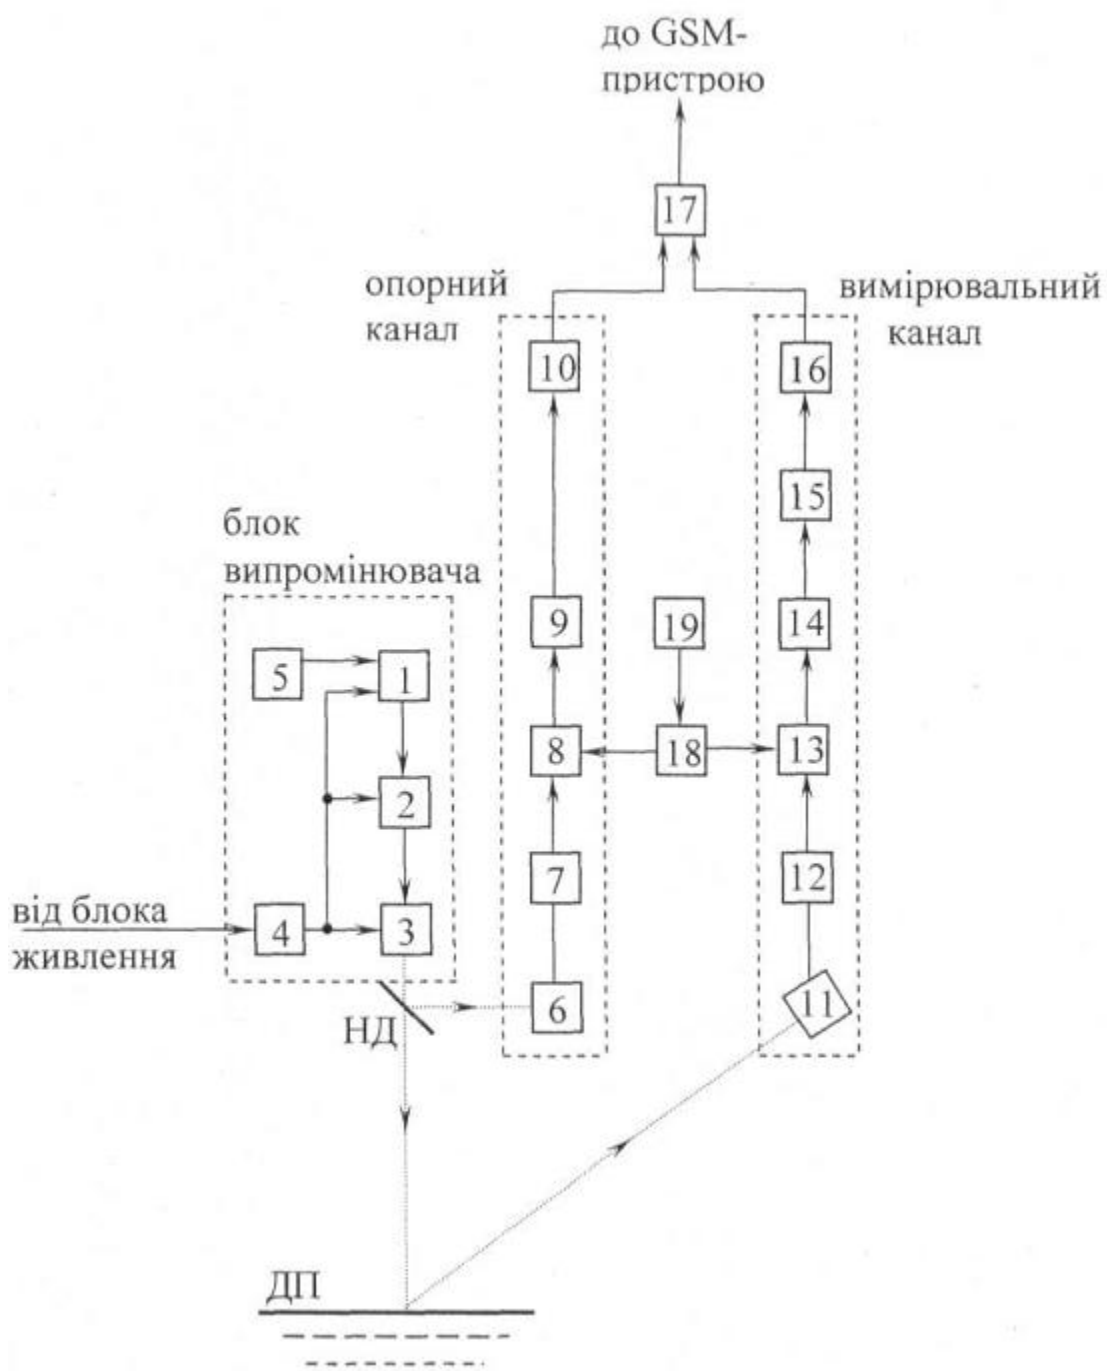 до GSM-
пристрою
17
опорний
канал
вимірювальний
канал
10
16
15
блок
випромінювача
9
19
14
5
1
8
18
13
2
7
12
від блока
живлення
4
3
6
11
НД
ДП